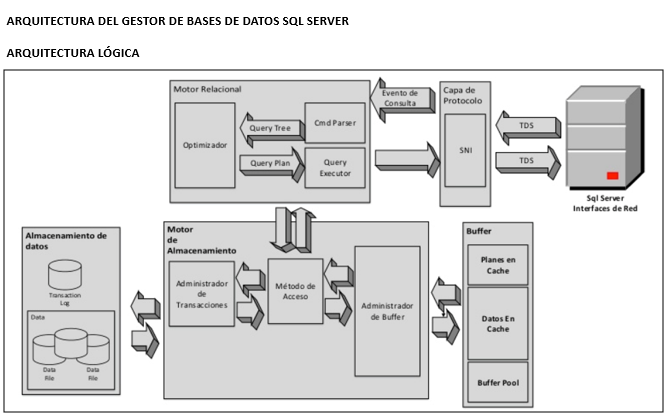 ARQUITECTURA DEL GESTOR DE BASES DE DATOS SQL SERVER
ARQUITECTURA LÓGICA
Motor Relacional
Optimizador
Query Tree
Query Plan
Cmd Parser
Query
Executor
Evento de
Consulta
Capa de
Protocolo
SNI
TDS
TDS
Sql Server
Interfaces de Red
Almacenamiento de
datos
Transaction
Log
Data
Data
File
Data
File
Motor
de
Almacenamiento
Administrador
de
Transacciones
Método de
Acceso
Administrador
de Buffer
Buffer
Planes en
Cache
Datos En
Cache
Buffer Pool